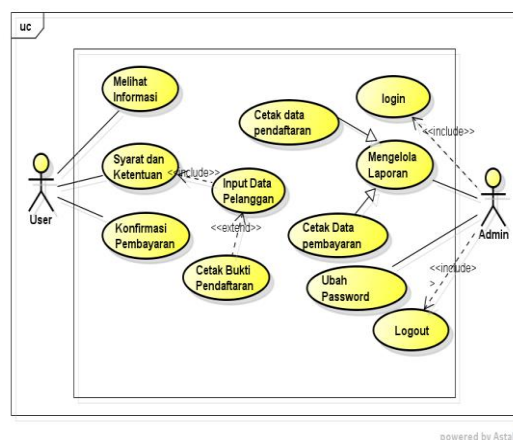 uc
Melihat
Informasi
login
Cetak data
pendaftaran
<<include>>
Syarat dan
Ketentuan
Mengelola
Laporan
<<include>>
Input Data
Pelanggan
User
Admin
Konfirmasi
Pembayaran
<<extend>>
Cetak Data
pembayaran
Cetak Bukti
Pendaftaran
Ubah
Password
<<include>
>
Logout
powered by Asta